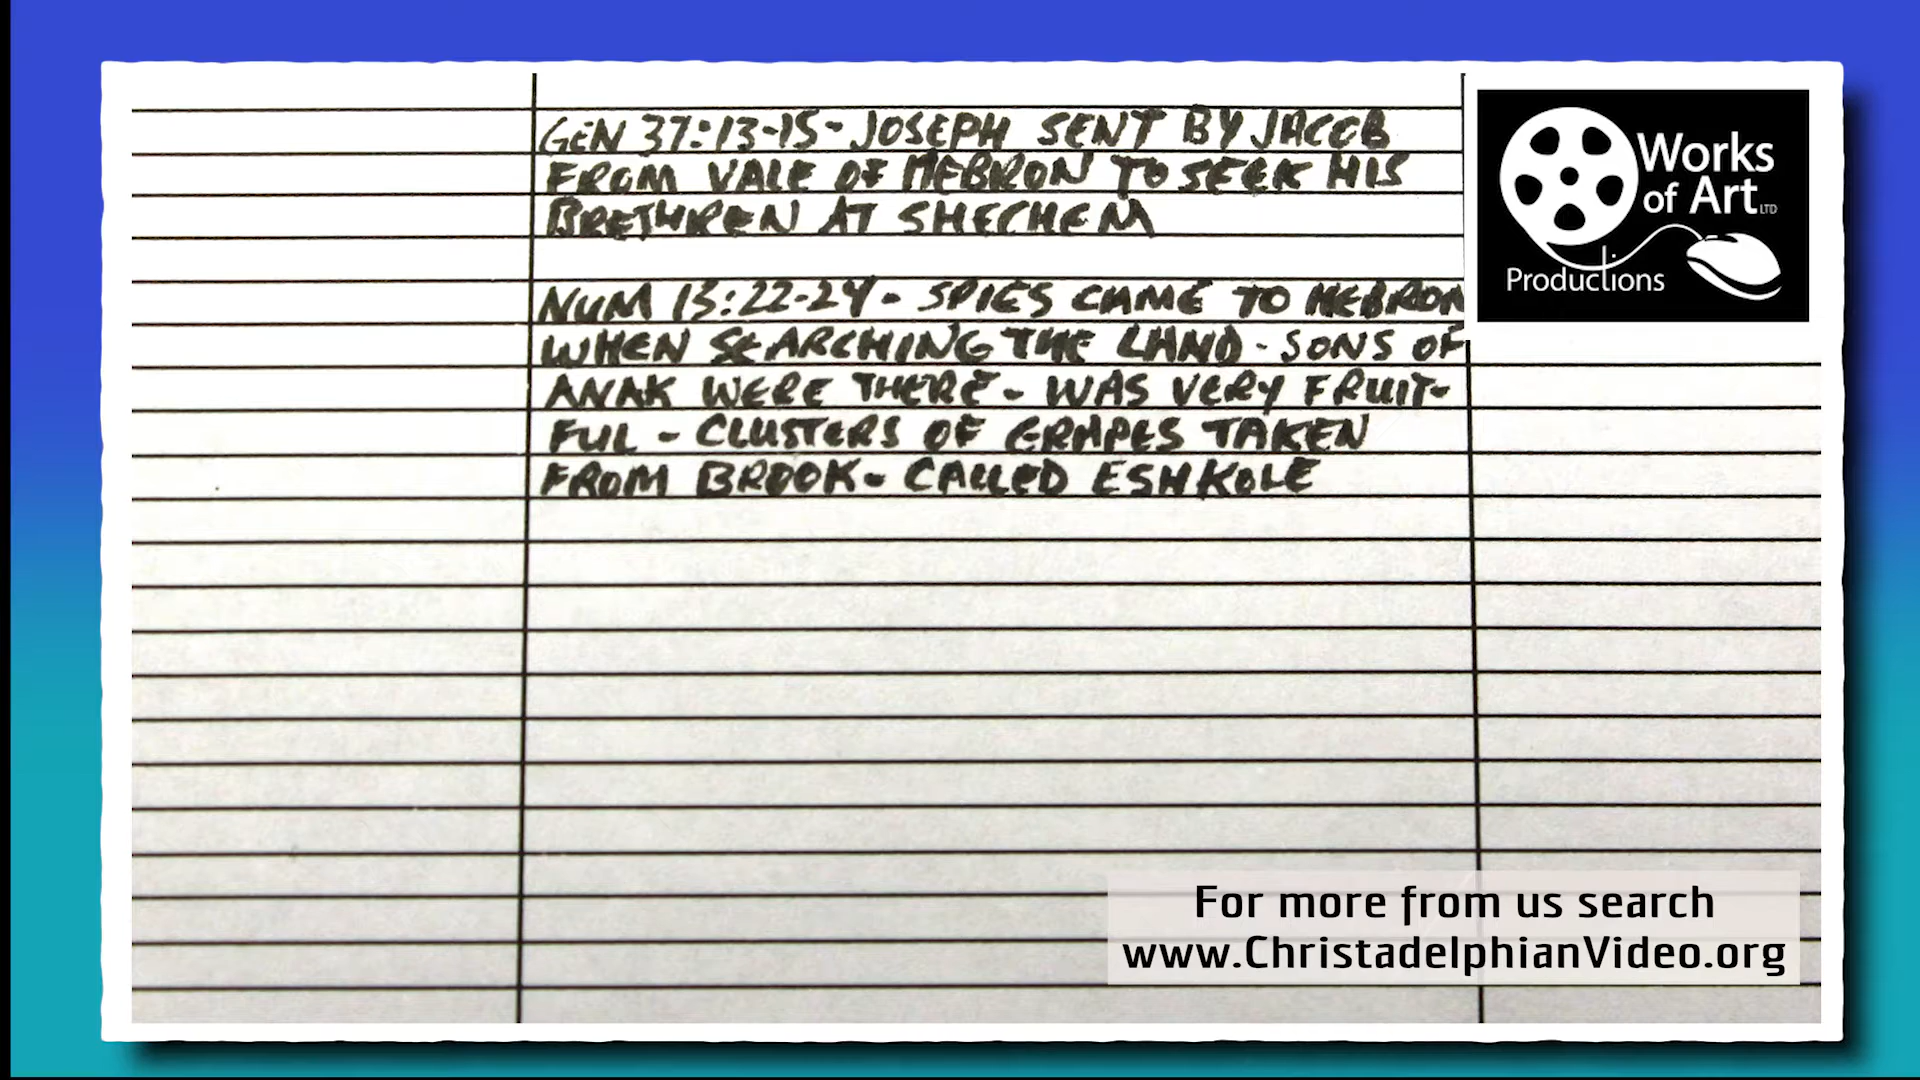 GEN 37:13-15- JOSEPH SENT BY JACOB
FROM VALE OF HEBRON TO SEEK HIS
BRETHREN AT SHECHEM
NUM 13:22-24- SPIES CAME TO HEBRON
WHEN SEARCHING THE LAND - SONS OF
ANAK WERE THERE - WAS VERY FRUIT-
FUL - CLUSTERS OF GRAPES TAKEN
FROM BROOK - CALLED ESHKOLE
Works
of Art LTD
Productions
For more from us search
www.ChristadelphianVideo.org